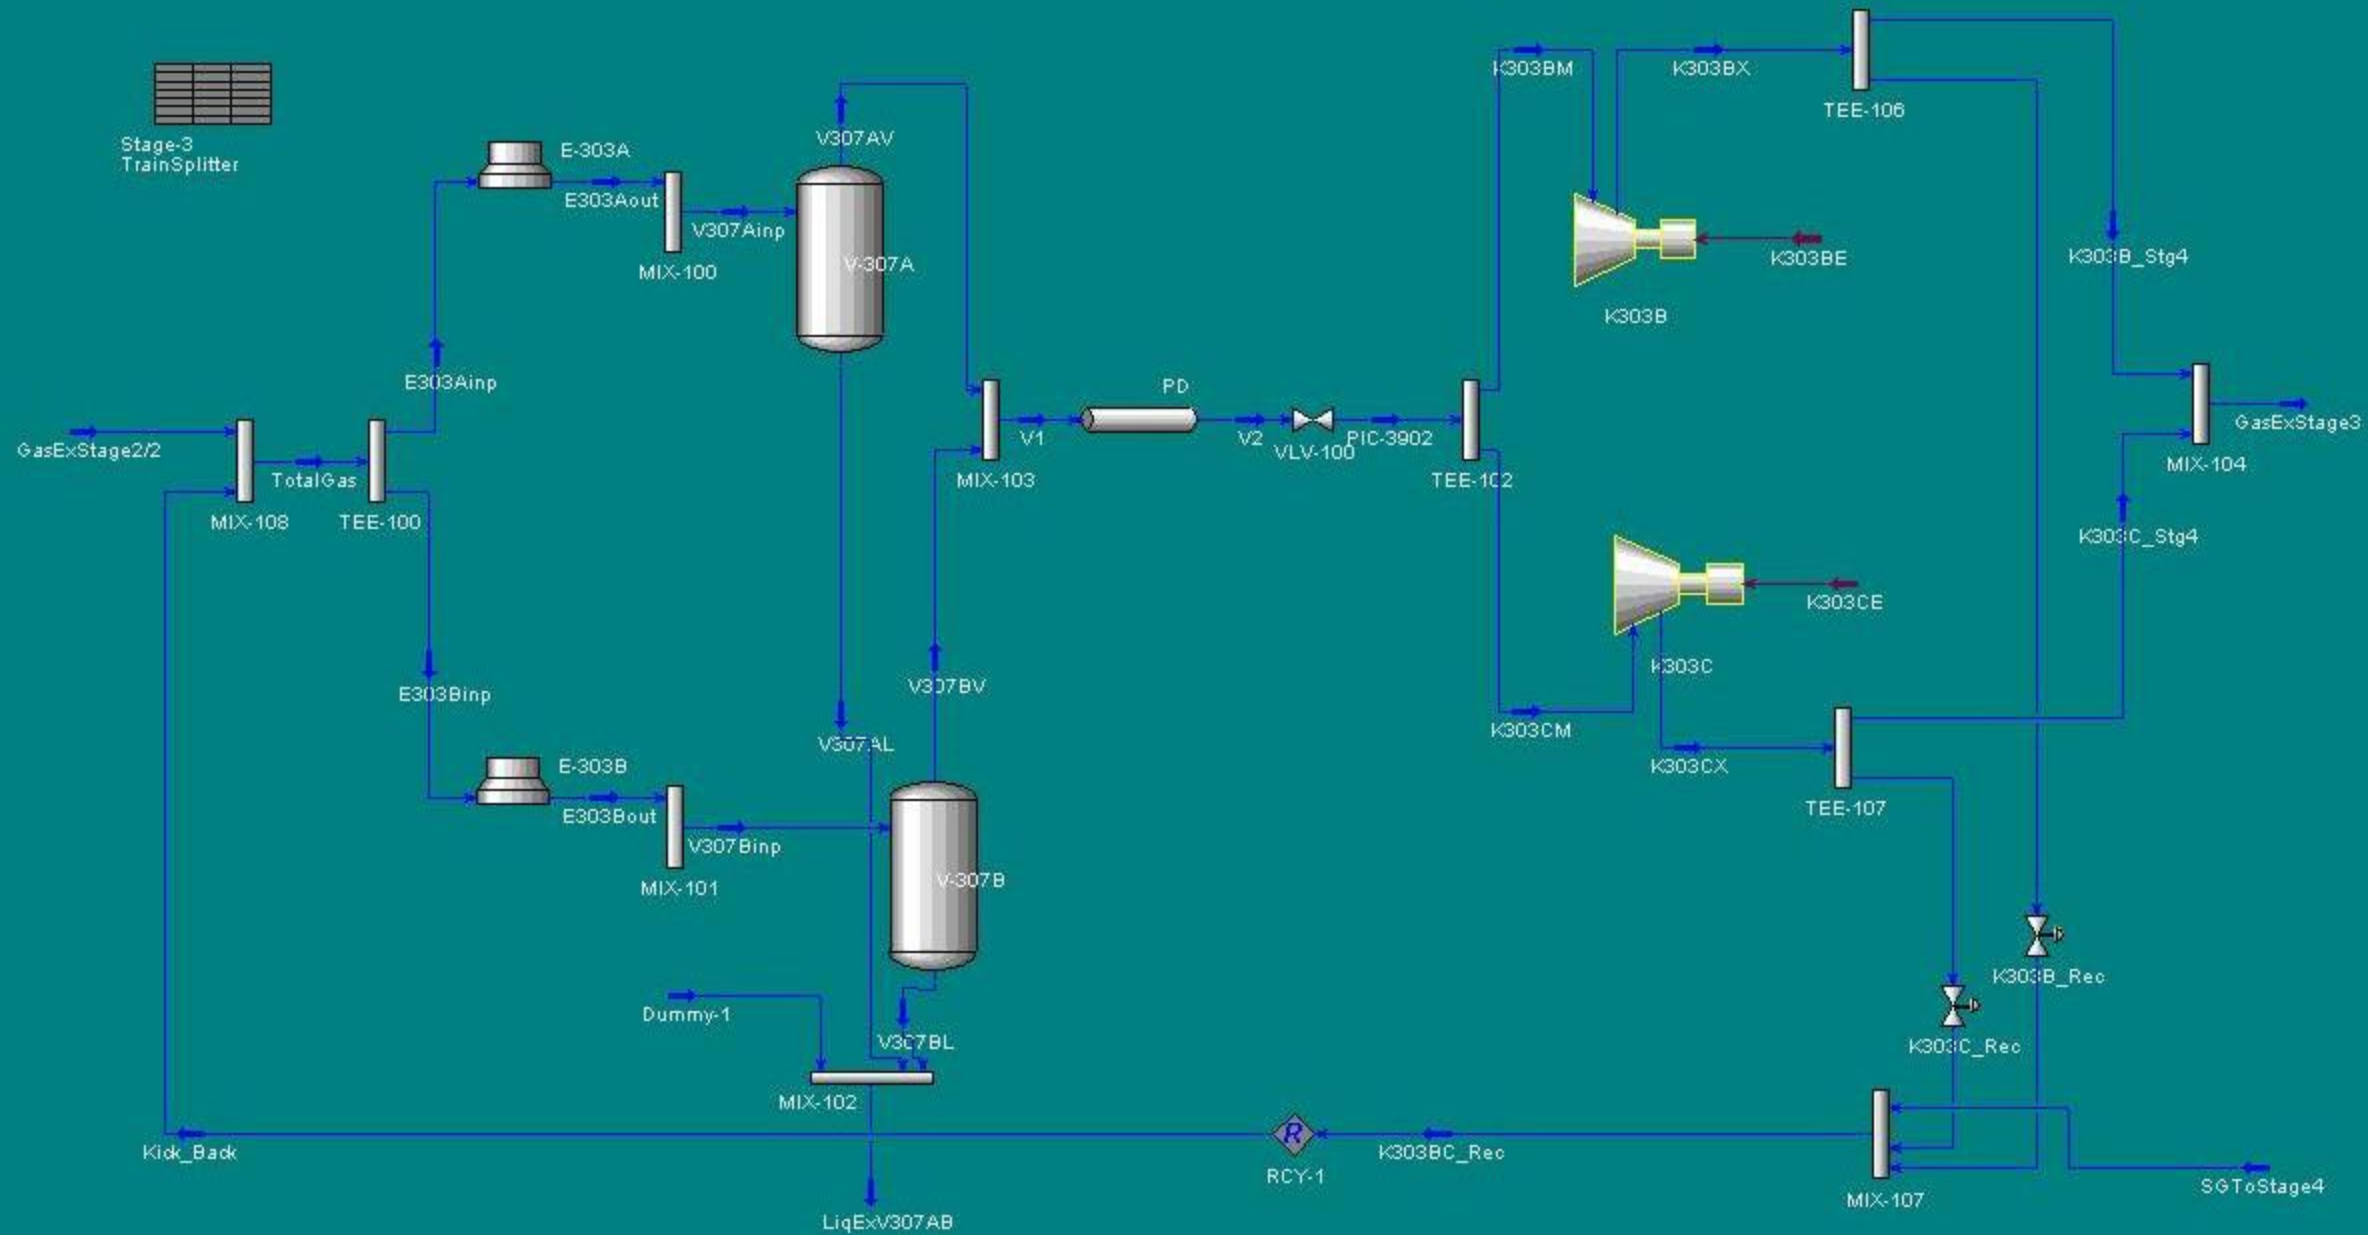 K303BM
K303BX
TEE-106
Stage-3
TrainSplitter
V307AV
E-303A
E303Aout
V307Ainp
MIX-100
V-307A
K303BE
K303B_Stg4
K303B
E303Ainp
PD
GasExStage2/2
TotalGas
MIX-108
TEE-100
V1
V2
VLV-100
PIC-3902
MIX-103
TEE-102
GasExStage3
MIX-104
K303C_Stg4
K303CE
K303C
E303Binp
V307BV
K303CM
V307AL
E-303B
E303Bout
K303CX
TEE-107
V307Binp
MIX-101
V-307B
K303B_Rec
Dummy-1
V307BL
K303C_Rec
MIX-102
Kick_Back
K303BC_Rec
RCY-1
SGToStage4
MIX-107
LiqExV307AB
R